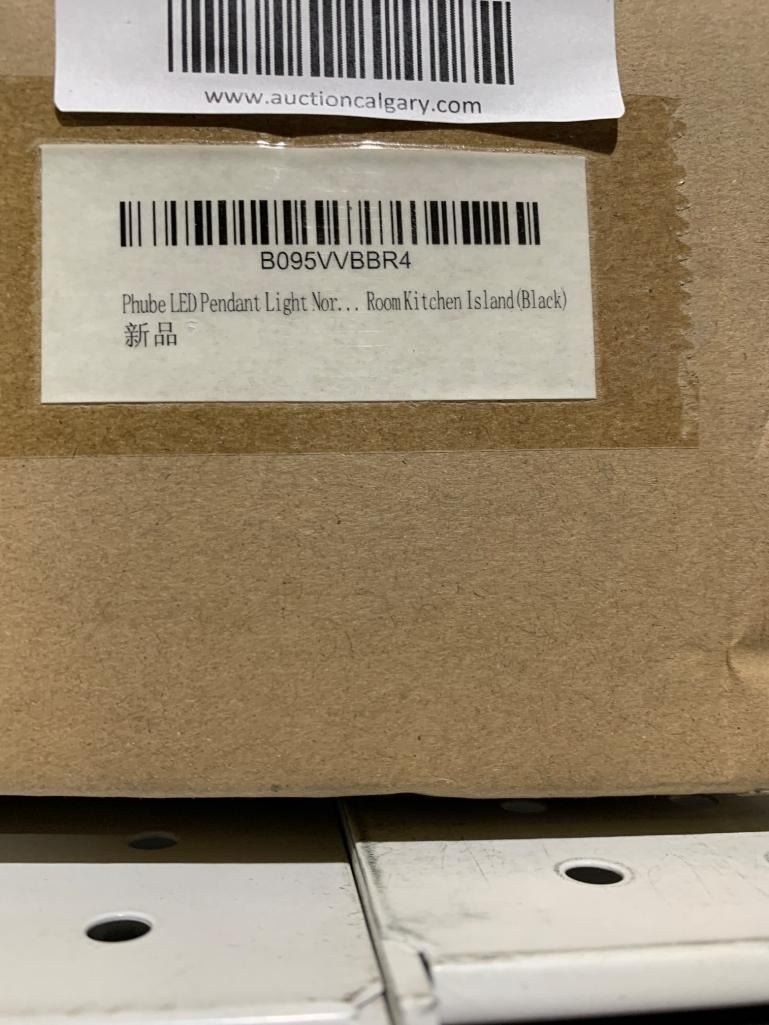 www.auctioncalgary.com
B095VVBBR4
Phube LED Pendant Light Nor... Room Kitchen Island(Black)
新品